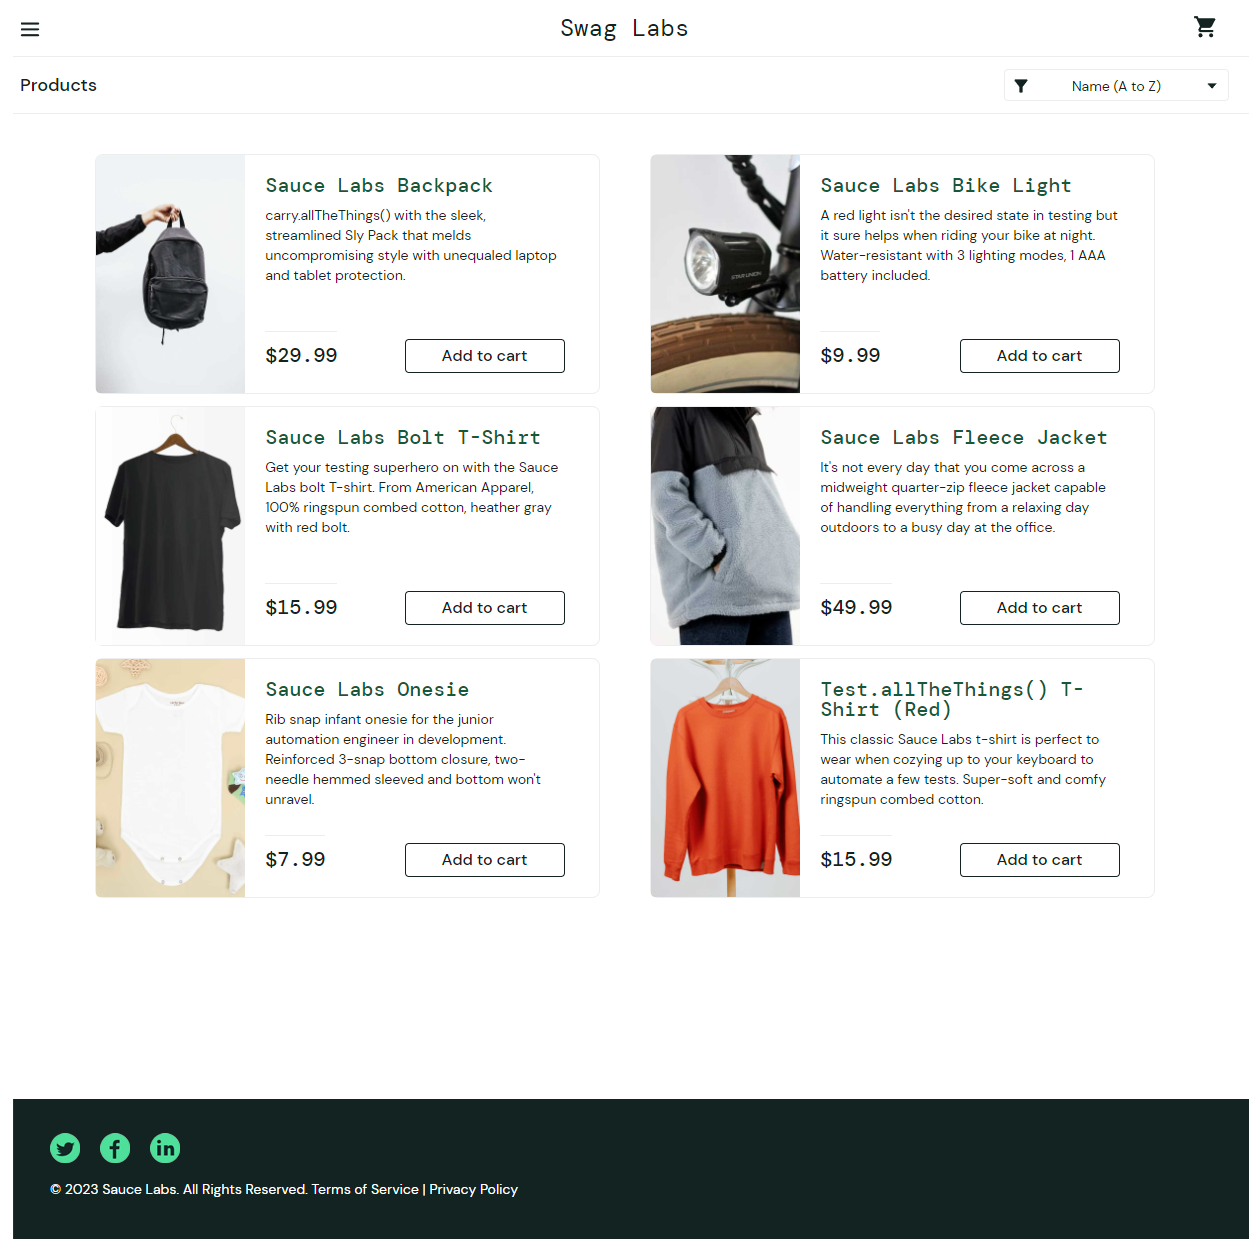 Swag Labs
Products
Name (A to Z)
Sauce Labs Backpack
carry.allTheThings() with the sleek,
streamlined Sly Pack that melds
uncompromising style with unequaled laptop
and tablet protection.
$29.99
Add to cart
Sauce Labs Bike Light
A red light isn't the desired state in testing but
it sure helps when riding your bike at night.
Water-resistant with 3 lighting modes, 1 AAA
battery included.
$9.99
Add to cart
Sauce Labs Bolt T-Shirt
Get your testing superhero on with the Sauce
Labs bolt T-shirt. From American Apparel,
100% ringspun combed cotton, heather gray
with red bolt.
$15.99
Add to cart
Sauce Labs Fleece Jacket
It's not every day that you come across a
midweight quarter-zip fleece jacket capable
of handling everything from a relaxing day
outdoors to a busy day at the office.
$49.99
Add to cart
Sauce Labs Onesie
Rib snap infant onesie for the junior
automation engineer in development.
Reinforced 3-snap bottom closure, two-
needle hemmed sleeved and bottom won't
unravel.
$7.99
Add to cart
Test.allTheThings() T-
Shirt (Red)
This classic Sauce Labs t-shirt is perfect to
wear when cozying up to your keyboard to
automate a few tests. Super-soft and comfy
ringspun combed cotton.
$15.99
Add to cart
© 2023 Sauce Labs. All Rights Reserved. Terms of Service | Privacy Policy